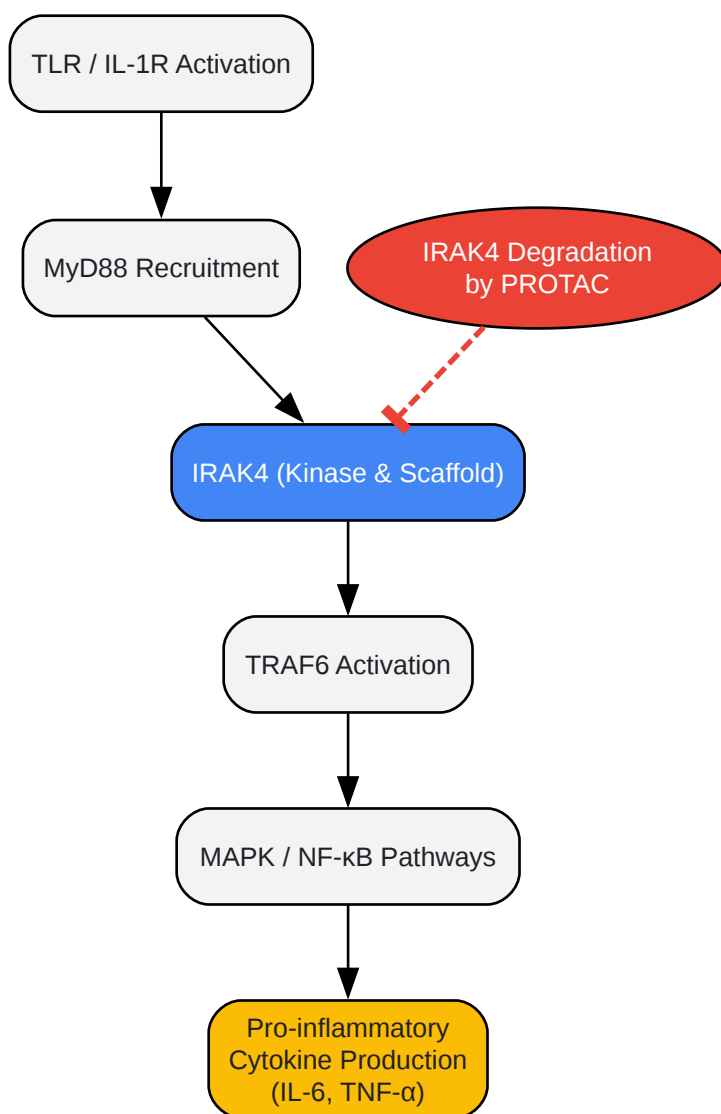 TLR / IL-1R Activation
MyD88 Recruitment
IRAK4 Degradation
by PROTAC
IRAK4 (Kinase & Scaffold)
TRAF6 Activation
MAPK / NF-κB Pathways
Pro-inflammatory
Cytokine Production
(IL-6, TNF-α)